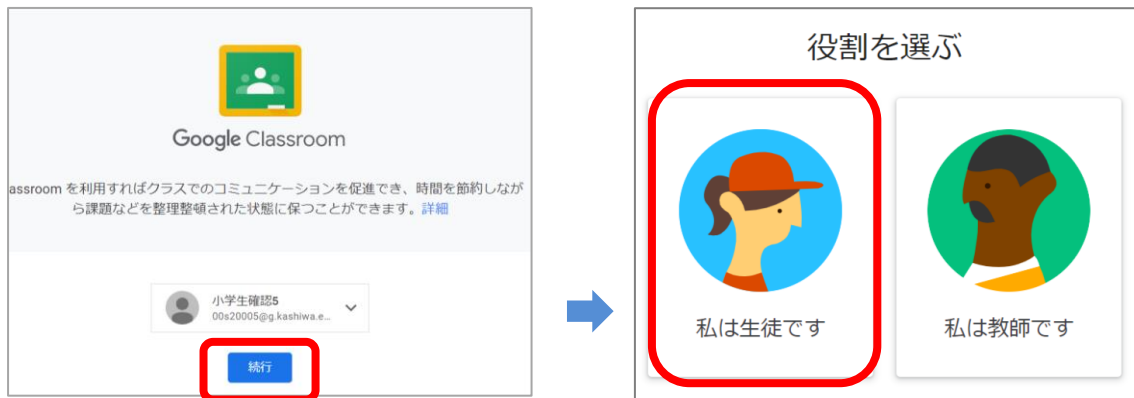 Google Classroom
assroom を利用すればクラスでのコミュニケーションを促進でき、時間を節約しなが
ら課題などを整理整頓された状態に保つことができます。詳細
小学生確認5
00s20005@g.kashiwa.e...
続行
役割を選ぶ
私は生徒です
私は教師です